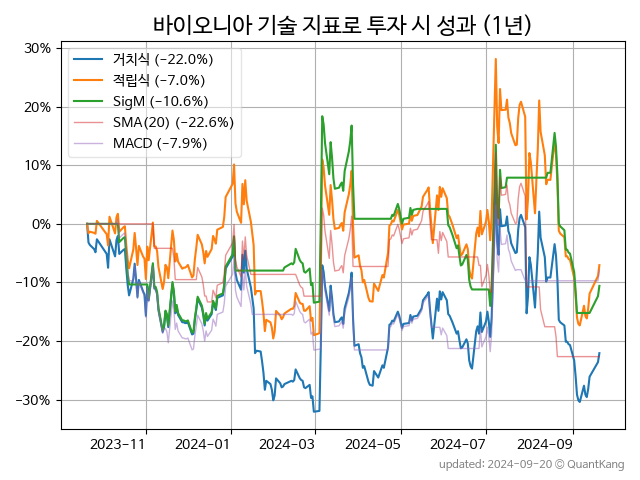 바이오니아 기술 지표로 투자 시 성과 (1년)
거치식 (−22.0%)
적립식 (−7.0%)
SigM (−10.6%)
SMA(20) (−22.6%)
MACD (−7.9%)
30%
20%
10%
0%
−10%
−20%
−30%
2023-11 2024-01 2024-03 2024-05 2024-07 2024-09
updated: 2024-09-20 ⓒ QuantKang